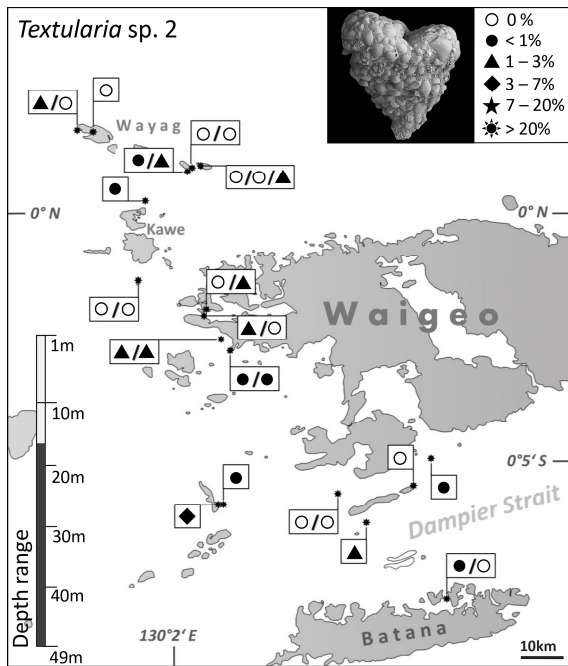 Textularia sp. 2
0 %
< 1%
1 – 3%
3 – 7%
7 – 20%
> 20%
Wayag
0° N
0° N
Kawe
Waigeo
1m
10m
20m
30m
40m
49m
Depth range
0°5‘ S
Dampier Strait
130°2‘ E
Batana
10km